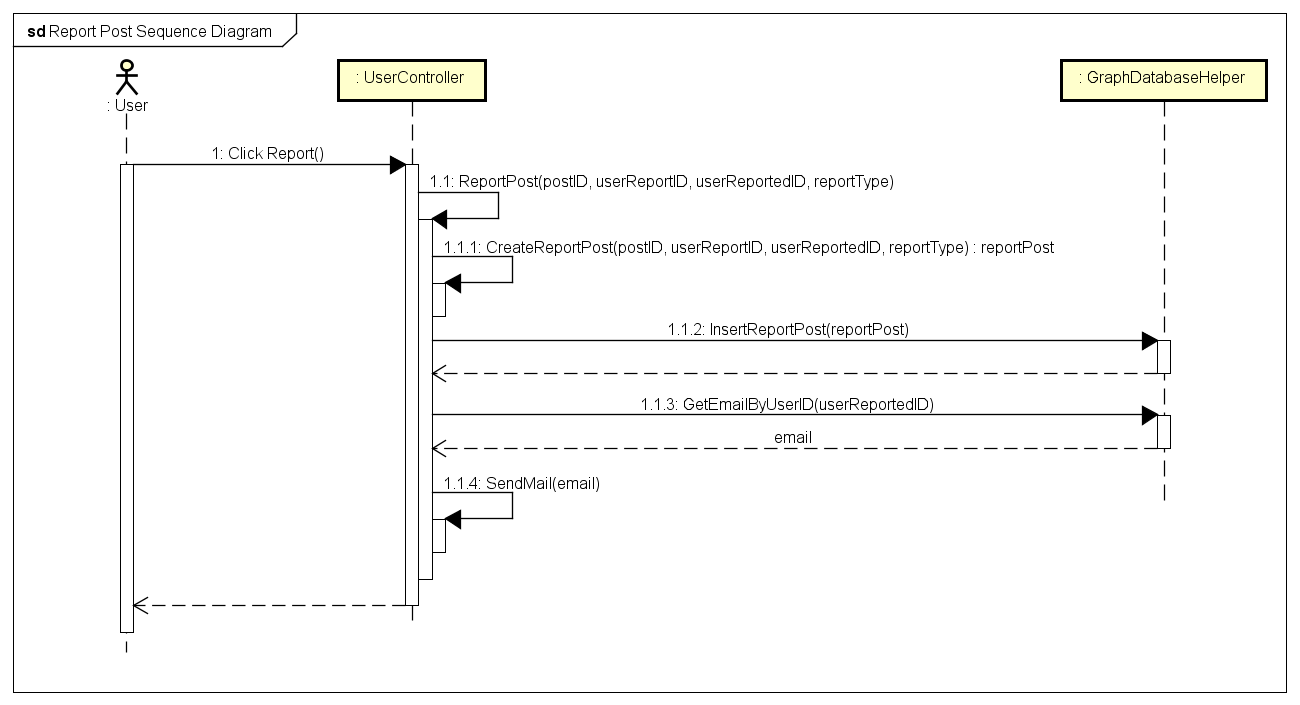 sd Report Post Sequence Diagram
: User
: UserController
: GraphDatabaseHelper
1: Click Report()
1.1: ReportPost(postID, userReportID, userReportedID, reportType)
1.1.1: CreateReportPost(postID, userReportID, userReportedID, reportType) : reportPost
1.1.2: InsertReportPost(reportPost)
1.1.3: GetEmailByUserID(userReportedID)
email
1.1.4: SendMail(email)